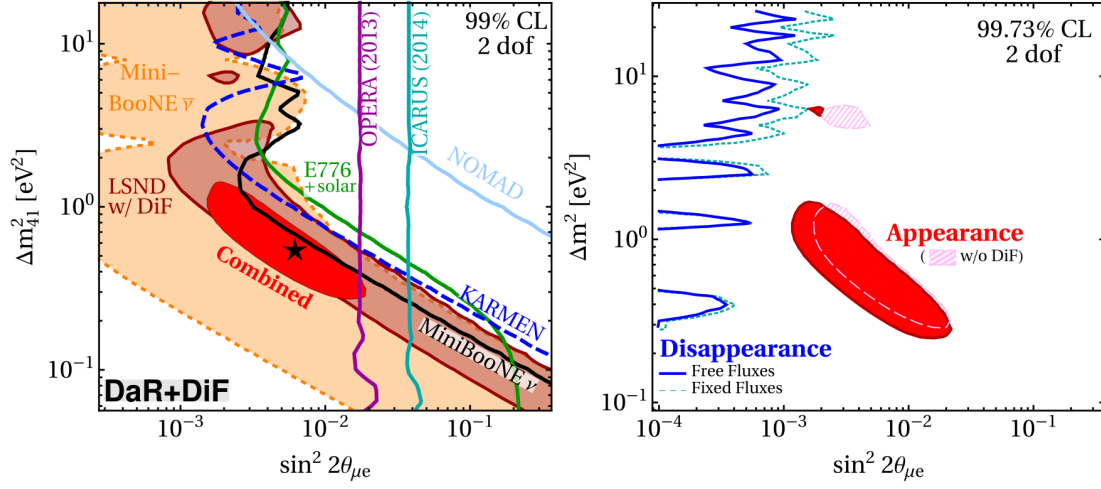 99% CL
2 dof
10¹
10⁰
10⁻¹
Δm²₄₁ [eV²]
Mini–
BooNE ν̅
OPERA (2013)
ICARUS (2014)
NOMAD
E776
+ solar
LSND
w/ DiF
Combined
KARMEN
MiniBooNE ν
DaR+DiF
10⁻³
10⁻²
10⁻¹
sin² 2θμe
99.73% CL
2 dof
10¹
10⁰
10⁻¹
Δm² [eV²]
Appearance
( w/o DiF)
Disappearance
Free Fluxes
Fixed Fluxes
10⁻⁴
10⁻³
10⁻²
10⁻¹
sin² 2θμe